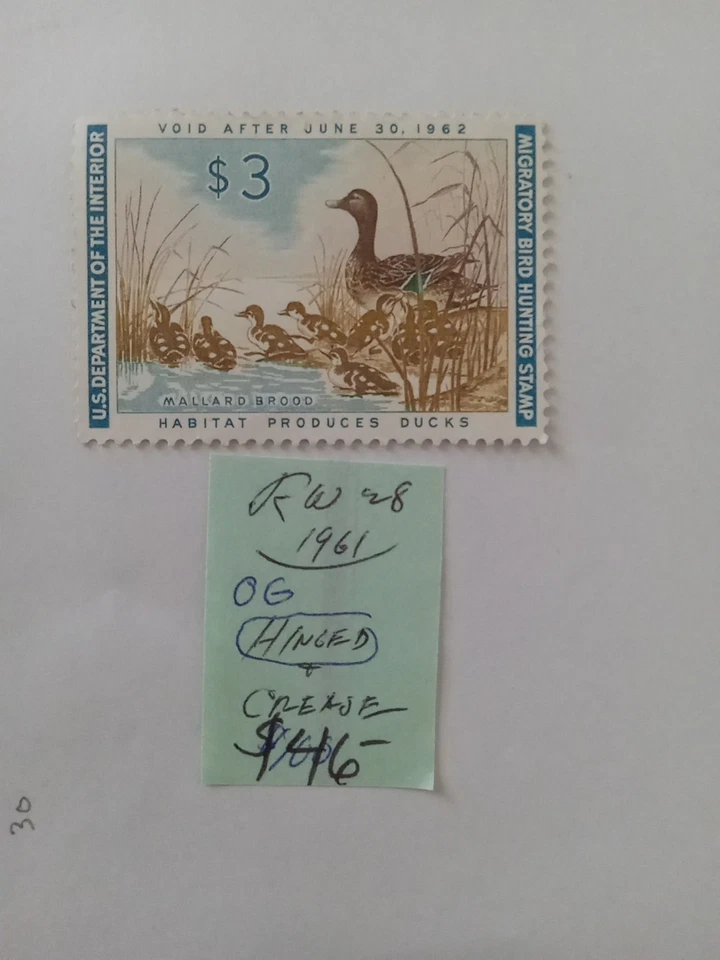 VOID AFTER JUNE 30, 1962
U.S. DEPARTMENT OF THE INTERIOR
$3
MIGRATORY BIRD HUNTING STAMP
MALLARD BROOD
HABITAT PRODUCES DUCKS
RW 28
1961
OG
HINGED
+
CREASE
$46-
30